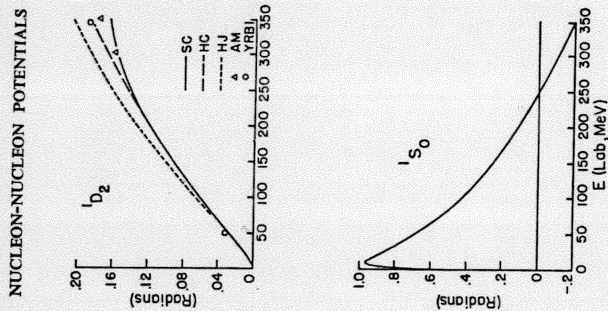 NUCLEON-NUCLEON POTENTIALS
.20
.16
.12
.08
.04
0
(Radians)
¹D₂
SC
HC
HJ
AM
YRB1
50
100
150
200
250
300
350
1.0
.8
.6
.4
.2
0
-.2
(Radians)
¹S₀
0
50
100
150
200
250
300
350
E (Lab, MeV)